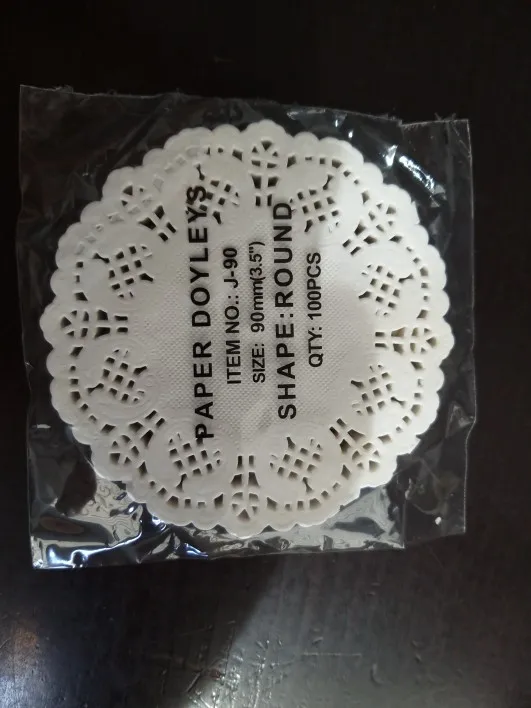 PAPER DOYLEYS
ITEM NO.: J-90
SIZE: 90mm(3.5")
SHAPE:ROUND
QTY: 100PCS